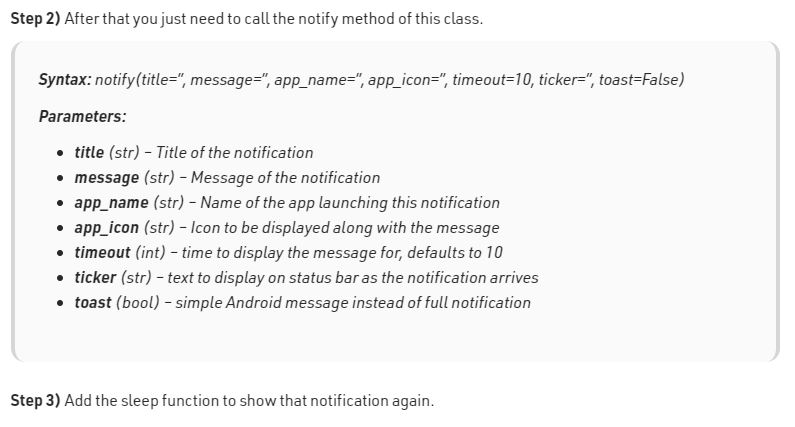 Step 2) After that you just need to call the notify method of this class.
Syntax: notify(title=”, message=”, app_name=”, app_icon=”, timeout=10, ticker=”, toast=False)
Parameters:
• title (str) – Title of the notification
• message (str) – Message of the notification
• app_name (str) – Name of the app launching this notification
• app_icon (str) – Icon to be displayed along with the message
• timeout (int) – time to display the message for, defaults to 10
• ticker (str) – text to display on status bar as the notification arrives
• toast (bool) – simple Android message instead of full notification
Step 3) Add the sleep function to show that notification again.